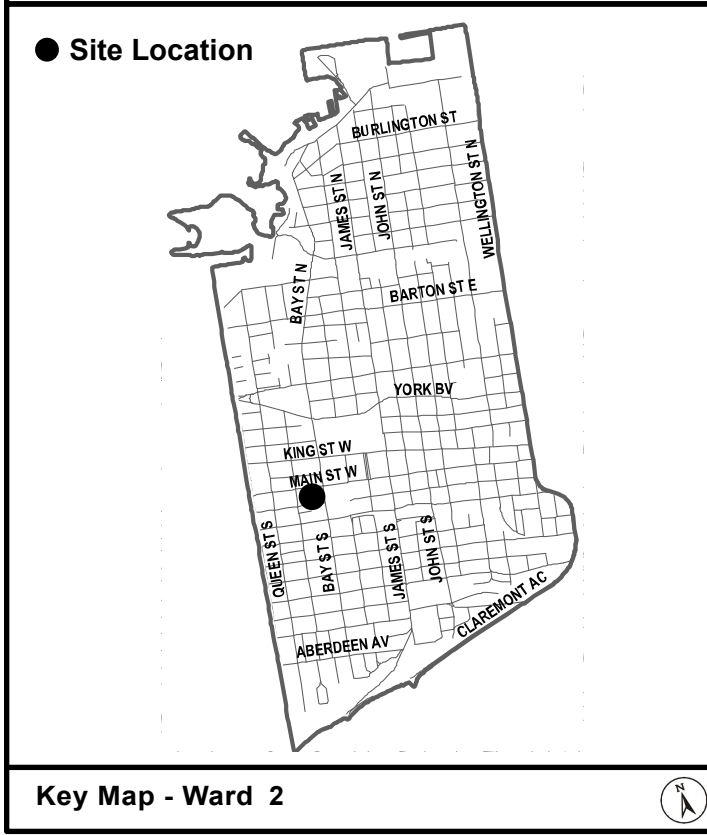 Site Location
BURLINGTON ST
JAMES ST N
JOHN ST N
WELLINGTON ST N
BAY ST N
BARTON ST E
YORK BV
KING ST W
MAIN ST W
QUEEN ST S
BAY ST S
JAMES ST S
JOHN ST S
CLAREMONT AC
ABERDEEN AV
Key Map - Ward 2
N